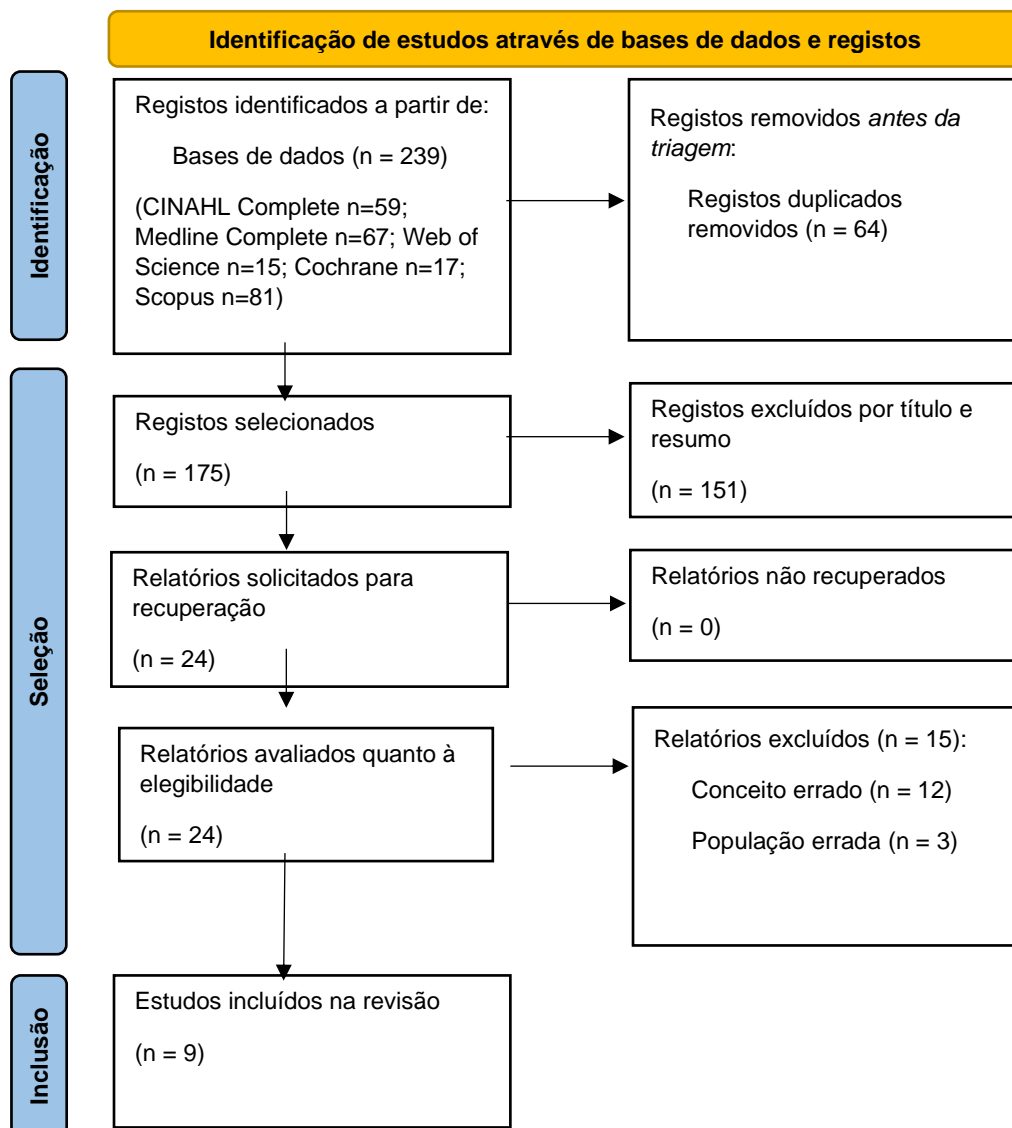 Identificação de estudos através de bases de dados e registos
Identificação
Registos identificados a partir de:
Bases de dados (n = 239)
(CINAHL Complete n=59;
Medline Complete n=67; Web of
Science n=15; Cochrane n=17;
Scopus n=81)
Registos removidos antes da
triagem:
Registos duplicados
removidos (n = 64)
Seleção
Registos selecionados
(n = 175)
Registos excluídos por título e
resumo
(n = 151)
Relatórios solicitados para
recuperação
(n = 24)
Relatórios não recuperados
(n = 0)
Relatórios avaliados quanto à
elegibilidade
(n = 24)
Relatórios excluídos (n = 15):
Conceito errado (n = 12)
População errada (n = 3)
Inclusão
Estudos incluídos na revisão
(n = 9)